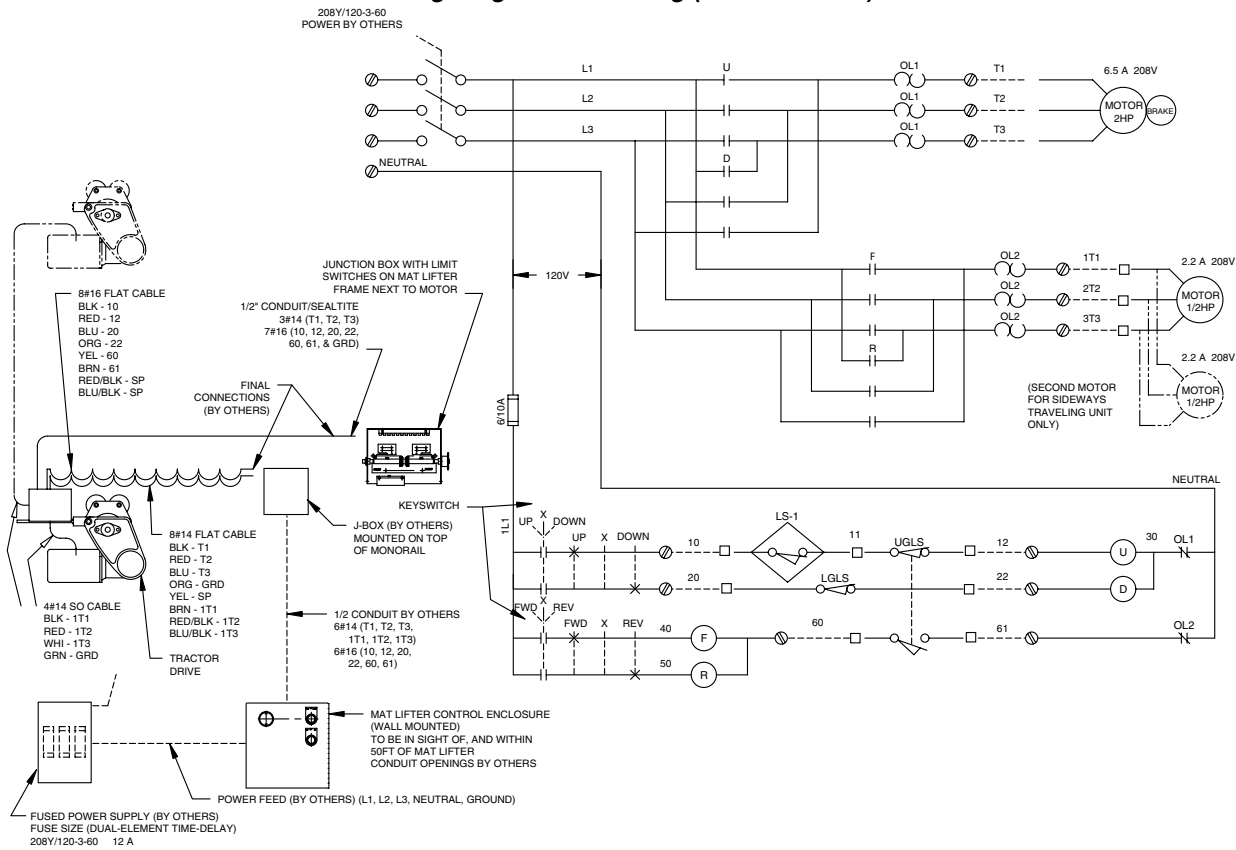 208Y/120-3-60
POWER BY OTHERS
L1
L2
L3
NEUTRAL
U
D
OL1
OL1
OL1
T1
T2
T3
6.5 A 208V
MOTOR
2HP
BRAKE
F
R
OL2
OL2
OL2
1T1
2T2
3T3
2.2 A 208V
MOTOR
1/2HP
2.2 A 208V
MOTOR
1/2HP
(SECOND MOTOR
FOR SIDEWAYS
TRAVELING UNIT
ONLY)
120V
6/10A
1L1
JUNCTION BOX WITH LIMIT
SWITCHES ON MAT LIFTER
FRAME NEXT TO MOTOR
1/2" CONDUIT/SEALTITE
3#14 (T1, T2, T3)
7#16 (10, 12, 20, 22,
60, 61, & GRD)
8#16 FLAT CABLE
BLK - 10
RED - 12
BLU - 20
ORG - 22
YEL - 60
BRN - 61
RED/BLK - SP
BLU/BLK - SP
FINAL
CONNECTIONS
(BY OTHERS)
KEYSWITCH
J-BOX (BY OTHERS)
MOUNTED ON TOP
OF MONORAIL
8#14 FLAT CABLE
BLK - T1
RED - T2
BLU - T3
ORG - GRD
YEL - SP
BRN - 1T1
RED/BLK - 1T2
BLU/BLK - 1T3
4#14 SO CABLE
BLK - 1T1
RED - 1T2
WHI - 1T3
GRN - GRD
TRACTOR
DRIVE
1/2 CONDUIT BY OTHERS
6#14 (T1, T2, T3,
1T1, 1T2, 1T3)
6#16 (10, 12, 20,
22, 60, 61)
NEUTRAL
X
UP DOWN
UP X DOWN
10
LS-1
11
UGLS
12
U
30
OL1
20
LGLS
22
D
X
FWD REV
FWD X REV
40
F
60
61
OL2
50
R
MAT LIFTER CONTROL ENCLOSURE
(WALL MOUNTED)
TO BE IN SIGHT OF, AND WITHIN
50FT OF MAT LIFTER
CONDUIT OPENINGS BY OTHERS
POWER FEED (BY OTHERS) (L1, L2, L3, NEUTRAL, GROUND)
FUSED POWER SUPPLY (BY OTHERS)
FUSE SIZE (DUAL-ELEMENT TIME-DELAY)
208Y/120-3-60 12 A